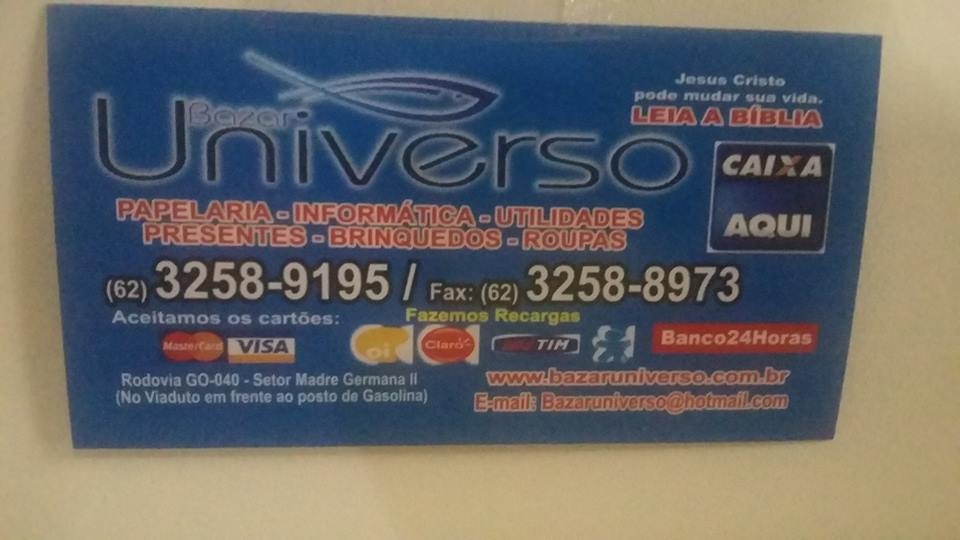 Bazar
Universo
Jesus Cristo
pode mudar sua vida.
LEIA A BÍBLIA
CAIXA
AQUI
PAPELARIA - INFORMÁTICA - UTILIDADES
PRESENTES - BRINQUEDOS - ROUPAS
(62) 3258-9195 / Fax: (62) 3258-8973
Aceitamos os cartões:
Fazemos Recargas
MasterCard
VISA
oi
Claro
TIM
Banco24Horas
Rodovia GO-040 - Setor Madre Germana II
(No Viaduto em frente ao posto de Gasolina)
www.bazaruniverso.com.br
E-mail: Bazaruniverso@hotmail.com